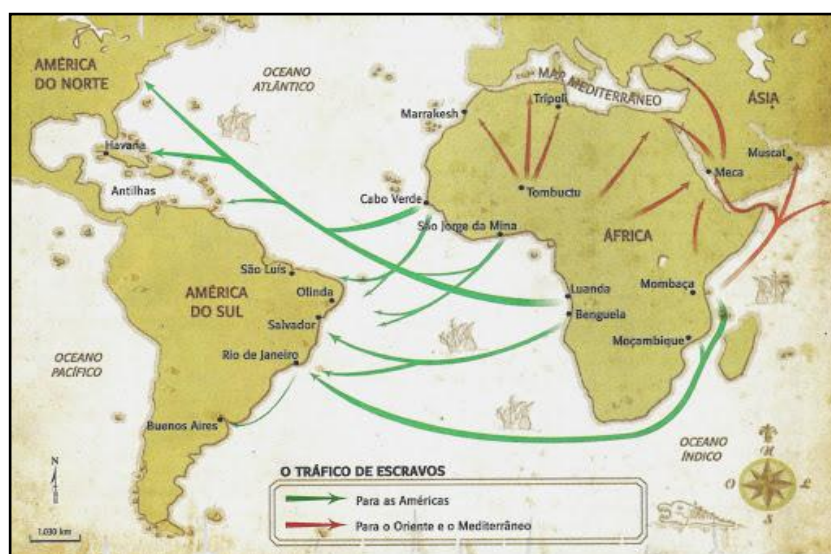 AMÉRICA
DO NORTE
OCEANO
ATLÂNTICO
MAR MEDITERRÂNEO
ÁSIA
Marrakesh
Trípoli
Havana
Muscat
Meca
Antilhas
Cabo Verde
Tombuctu
São Jorge da Mina
ÁFRICA
São Luís
AMÉRICA
DO SUL
Olinda
Luanda
Mombaça
Salvador
Benguela
Rio de Janeiro
Moçambique
OCEANO
PACÍFICO
Buenos Aires
OCEANO
ÍNDICO
N
N
O
L
S
1.030 km
O TRÁFICO DE ESCRAVOS
Para as Américas
Para o Oriente e o Mediterrâneo